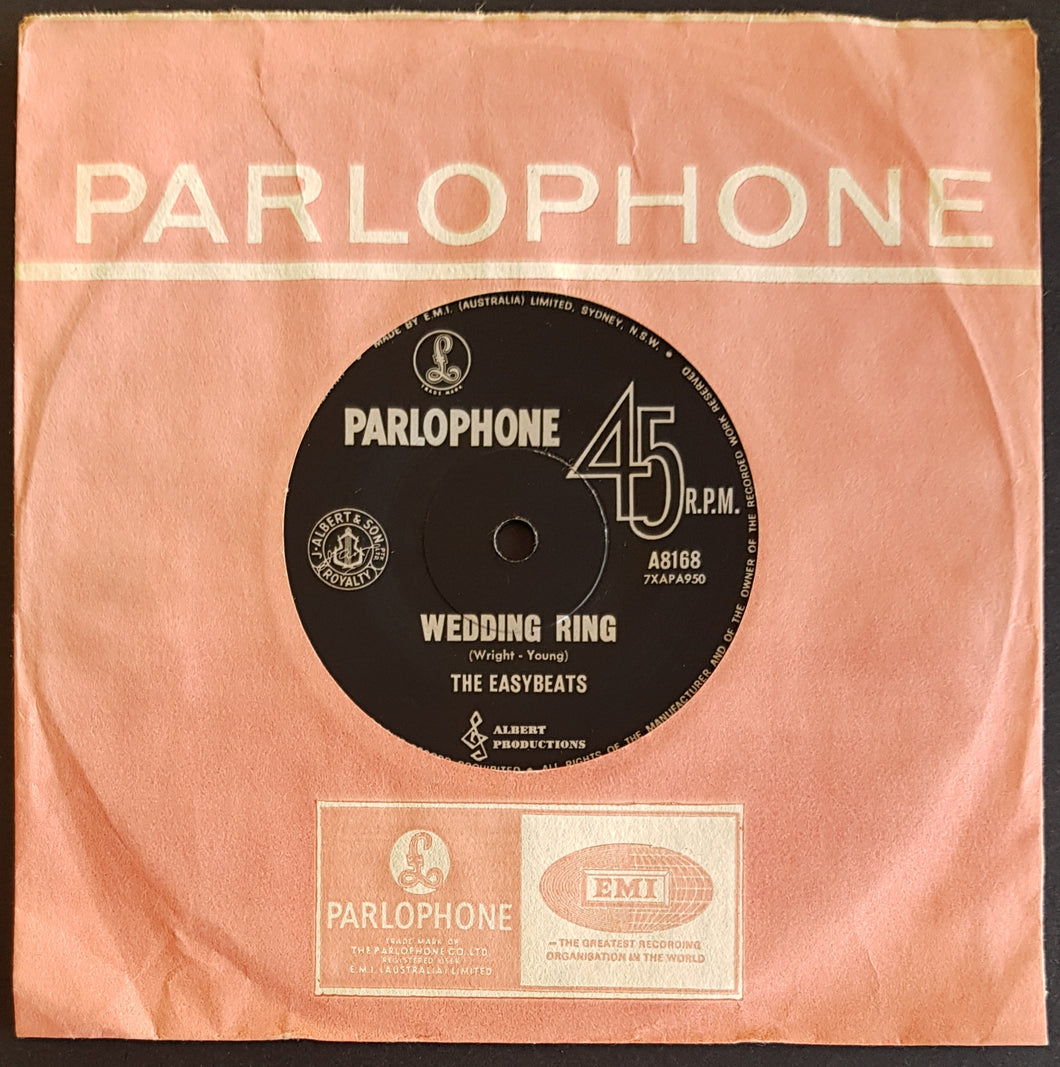 PARLOPHONE
MADE BY E.M.I. (AUSTRALIA) LIMITED, SYDNEY, N.S.W. •
RESERVED
WORK
RECORDED
OF THE OWNER OF THE
• ALL RIGHTS OF THE MANUFACTURER AND
PROHIBITED
£
TRADE MARK
PARLOPHONE
45
R.P.M.
J. ALBERT & SON PTY LTD
ROYALTY
A8168
7XAPA950
WEDDING RING
(Wright - Young)
THE EASYBEATS
ALBERT
PRODUCTIONS
£
PARLOPHONE
TRADE MARK OF
THE PARLOPHONE CO. LTD.
REGISTERED USER
E.M.I. (AUSTRALIA) LIMITED
EMI
—THE GREATEST RECORDING
ORGANISATION IN THE WORLD